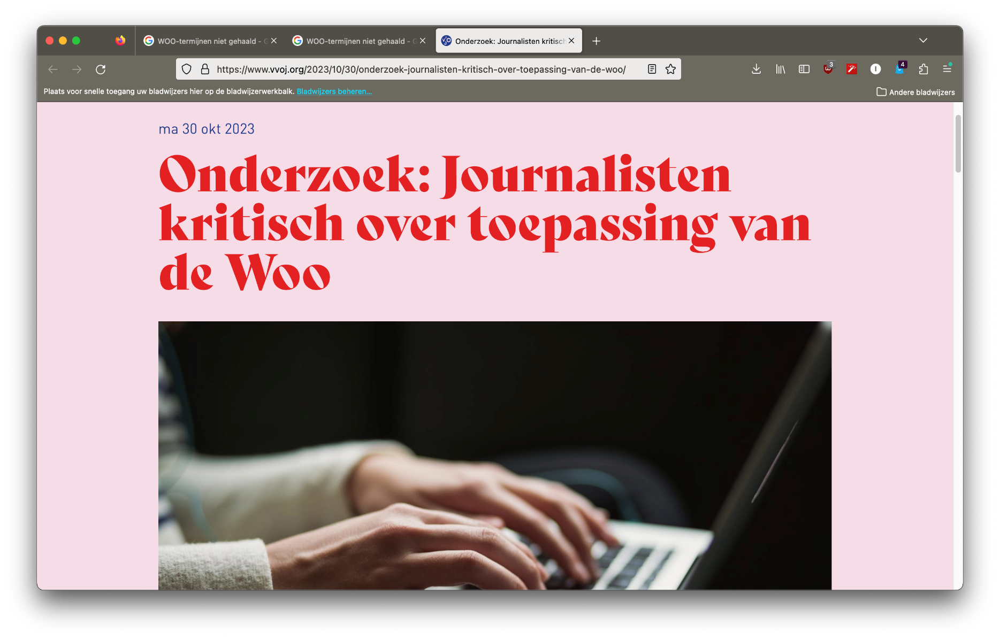 WOO-termijnen niet gehaald - G
WOO-termijnen niet gehaald - G
Onderzoek: Journalisten kritisch
https://www.vvoj.org/2023/10/30/onderzoek-journalisten-kritisch-over-toepassing-van-de-woo/
3
4
Plaats voor snelle toegang uw bladwijzers hier op de bladwijzerwerkbalk. Bladwijzers beheren...
Andere bladwijzers
ma 30 okt 2023
Onderzoek: Journalisten
kritisch over toepassing van
de Woo